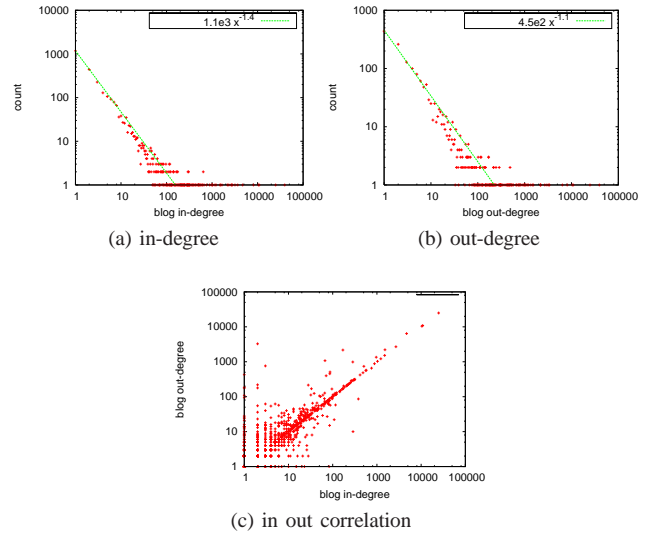 10000
1000
100
10
1
count
1.1e3 x^-1.4
1 10 100 1000 10000 100000
blog in-degree
(a) in-degree
1000
100
10
1
count
4.5e2 x^-1.1
1 10 100 1000 10000 100000
blog out-degree
(b) out-degree
100000
10000
1000
100
10
1
blog out-degree
1 10 100 1000 10000 100000
blog in-degree
(c) in out correlation